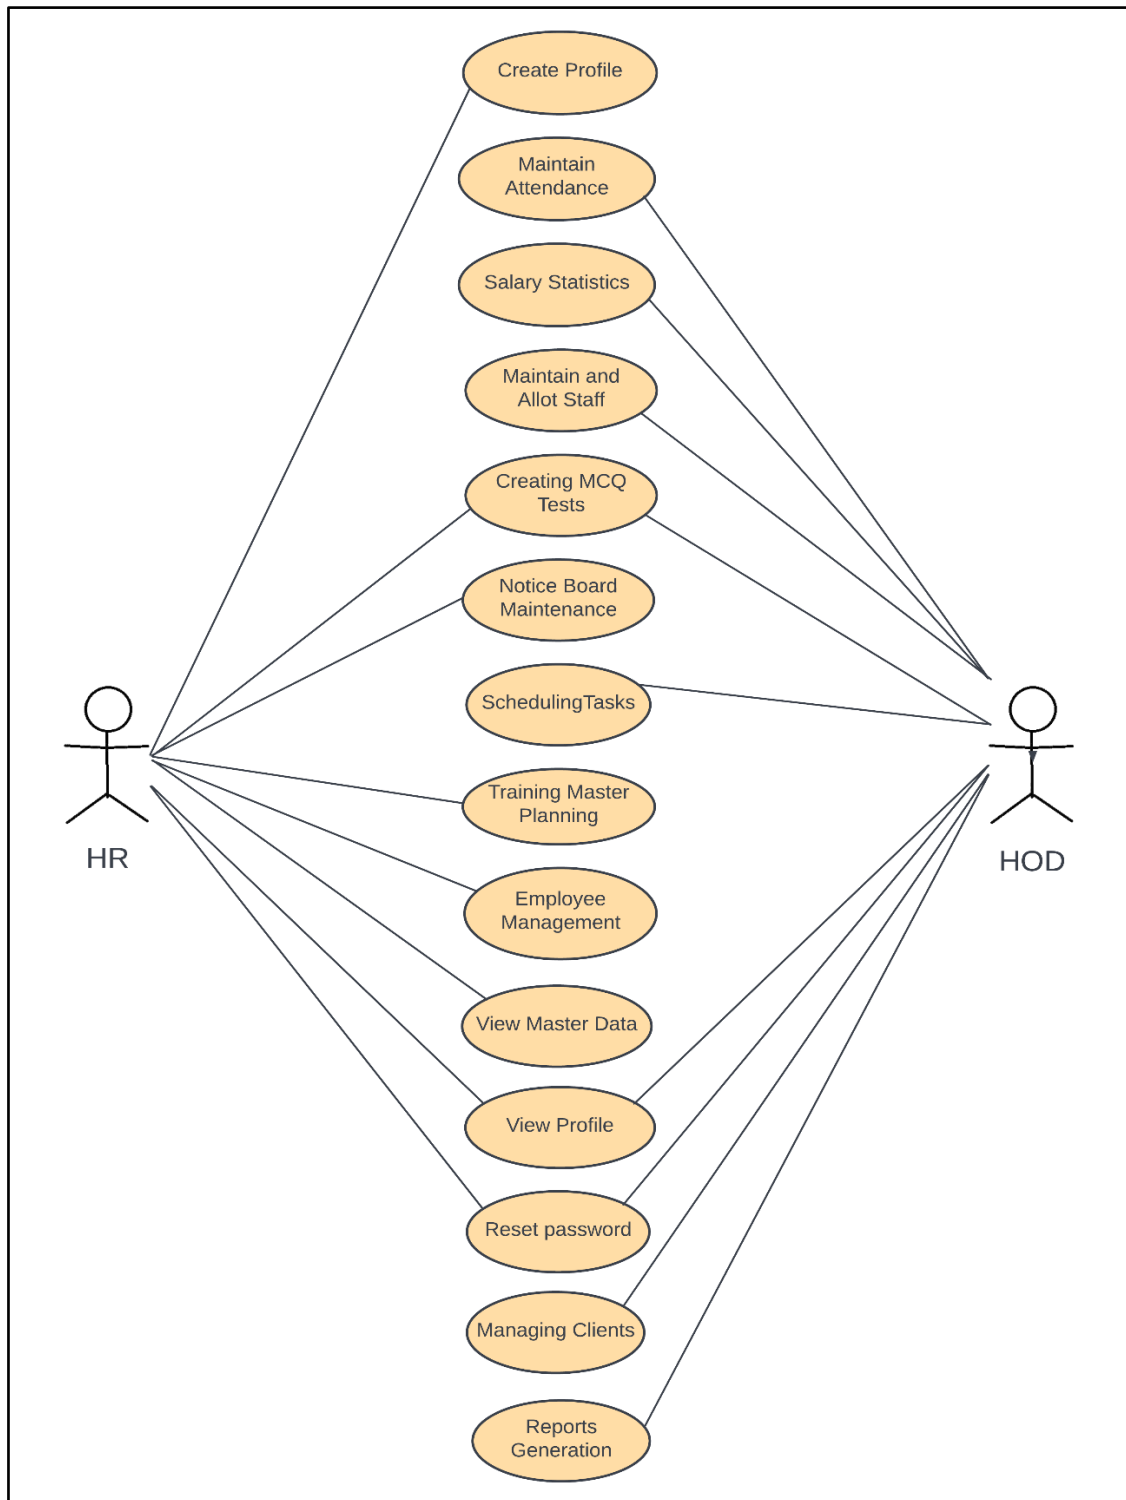 Create Profile
Maintain
Attendance
Salary Statistics
Maintain and
Allot Staff
Creating MCQ
Tests
Notice Board
Maintenance
SchedulingTasks
Training Master
Planning
HR
HOD
Employee
Management
View Master Data
View Profile
Reset password
Managing Clients
Reports
Generation